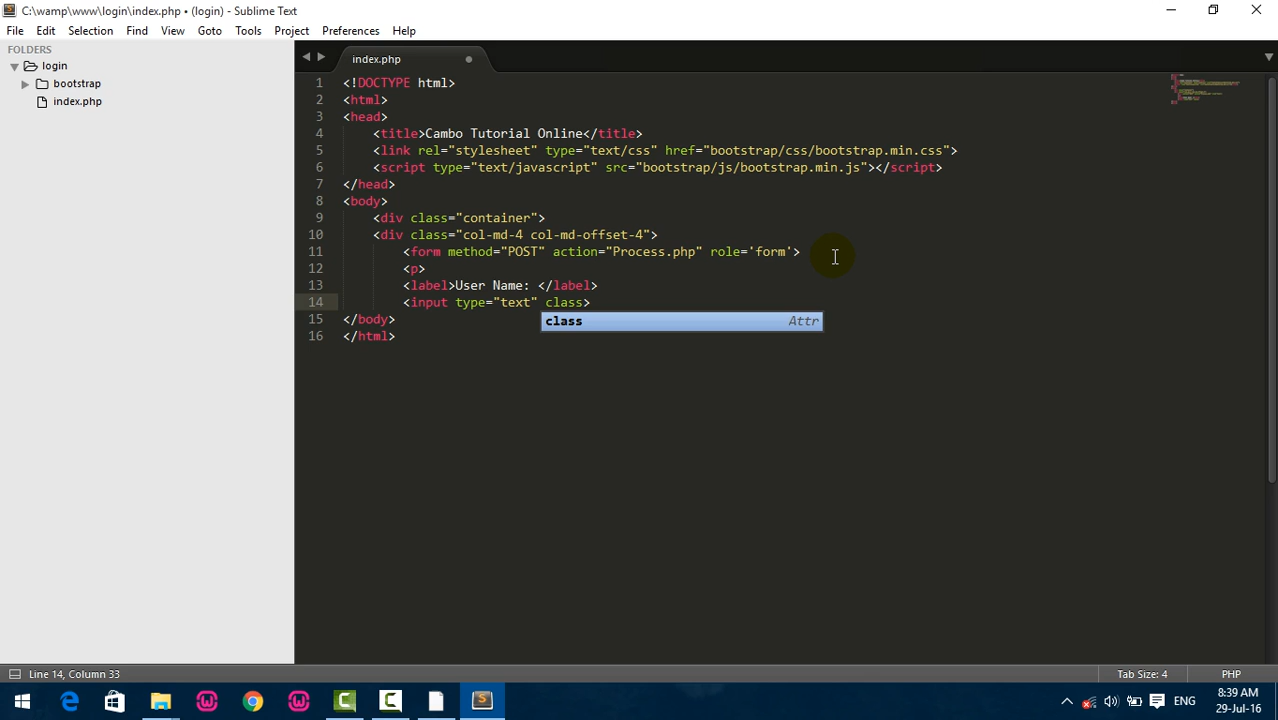 C:\wamp\www\login\index.php • (login) - Sublime Text
File Edit Selection Find View Goto Tools Project Preferences Help
FOLDERS
login
bootstrap
index.php
index.php
1 <!DOCTYPE html>
2 <html>
3 <head>
4 <title>Cambo Tutorial Online</title>
5 <link rel="stylesheet" type="text/css" href="bootstrap/css/bootstrap.min.css">
6 <script type="text/javascript" src="bootstrap/js/bootstrap.min.js"></script>
7 </head>
8 <body>
9 <div class="container">
10 <div class="col-md-4 col-md-offset-4">
11 <form method="POST" action="Process.php" role='form'>
12 <p>
13 <label>User Name: </label>
14 <input type="text" class>
class Attr
15 </body>
16 </html>
Line 14, Column 33 Tab Size: 4 PHP
ENG 8:39 AM
29-Jul-16